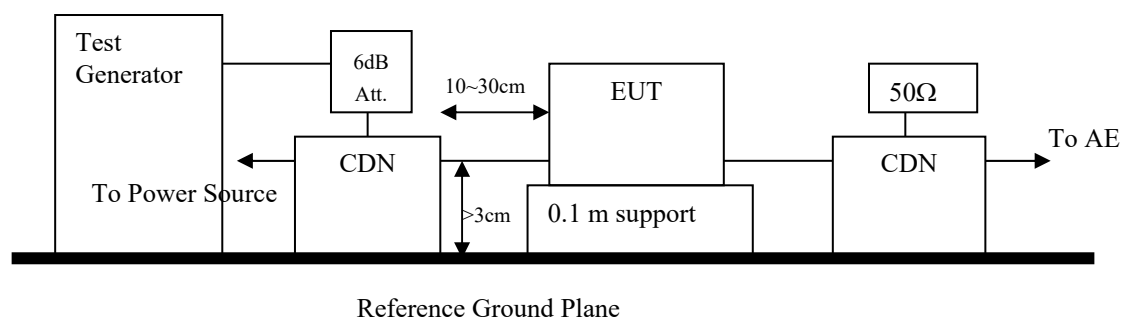 Test
Generator
6dB
Att.
10~30cm
EUT
50Ω
To AE
CDN
CDN
To Power Source
>3cm
0.1 m support
Reference Ground Plane